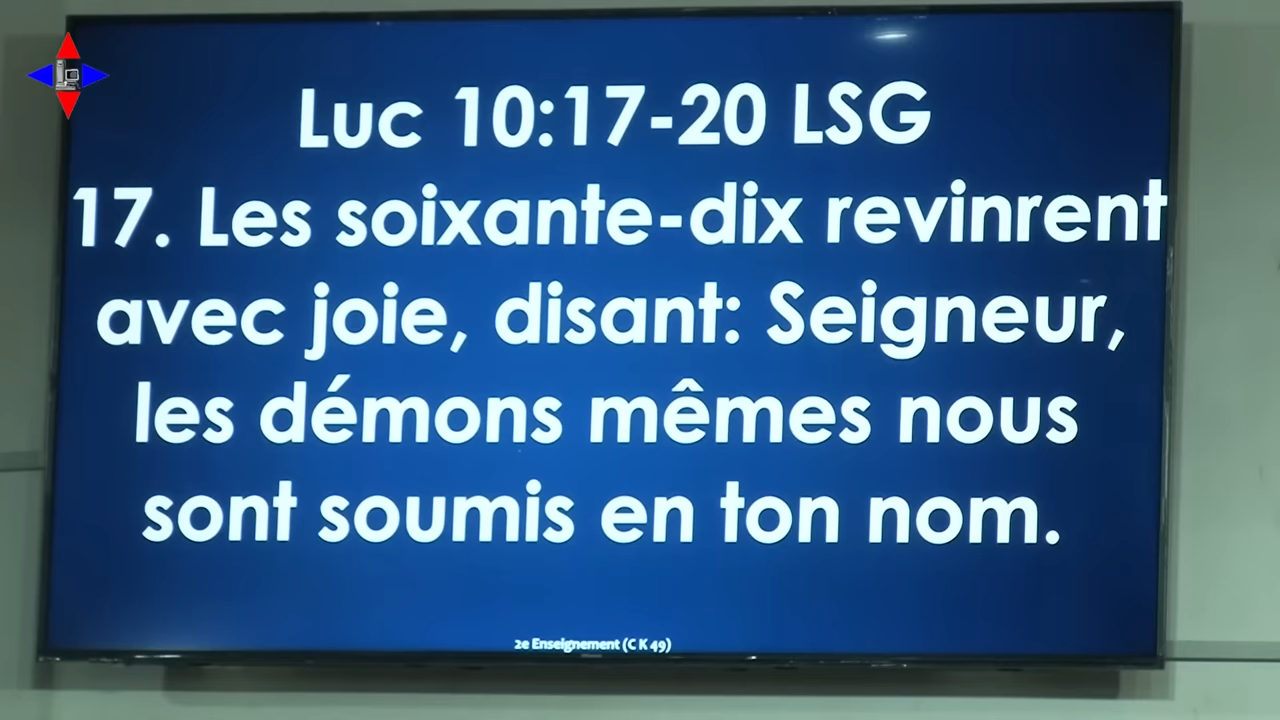 Luc 10:17-20 LSG
17. Les soixante-dix revinrent
avec joie, disant: Seigneur,
les démons mêmes nous
sont soumis en ton nom.
2e Enseignement (C K 49)